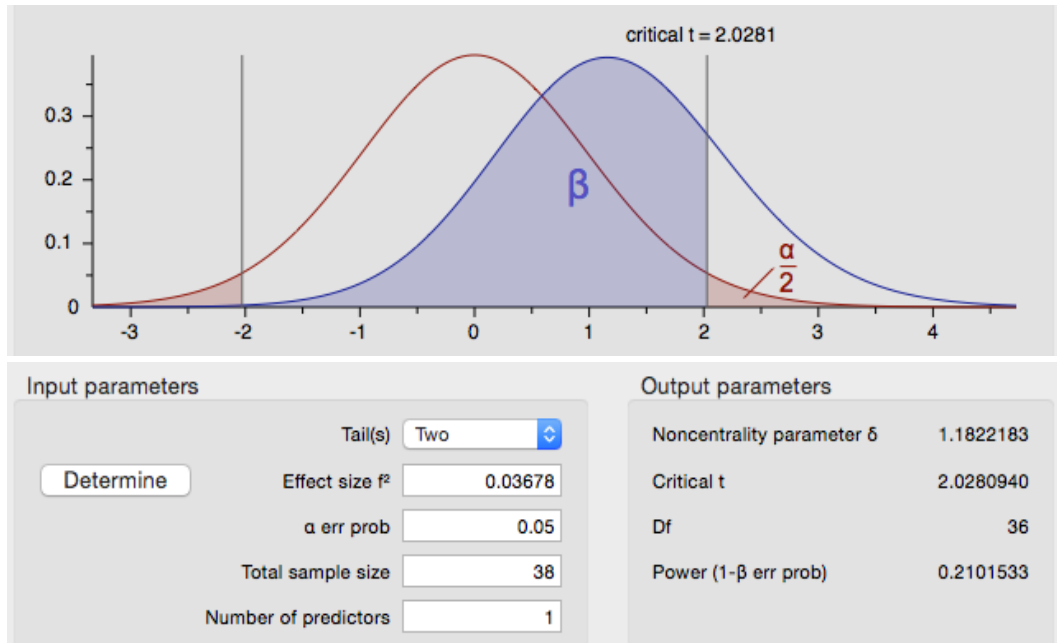 critical t = 2.0281
0.3
0.2
0.1
0
β
α
2
-3 -2 -1 0 1 2 3 4
Input parameters
Output parameters
Tail(s) Two
Noncentrality parameter δ 1.1822183
Determine
Effect size f² 0.03678
Critical t 2.0280940
α err prob 0.05
Df 36
Total sample size 38
Power (1-β err prob) 0.2101533
Number of predictors 1